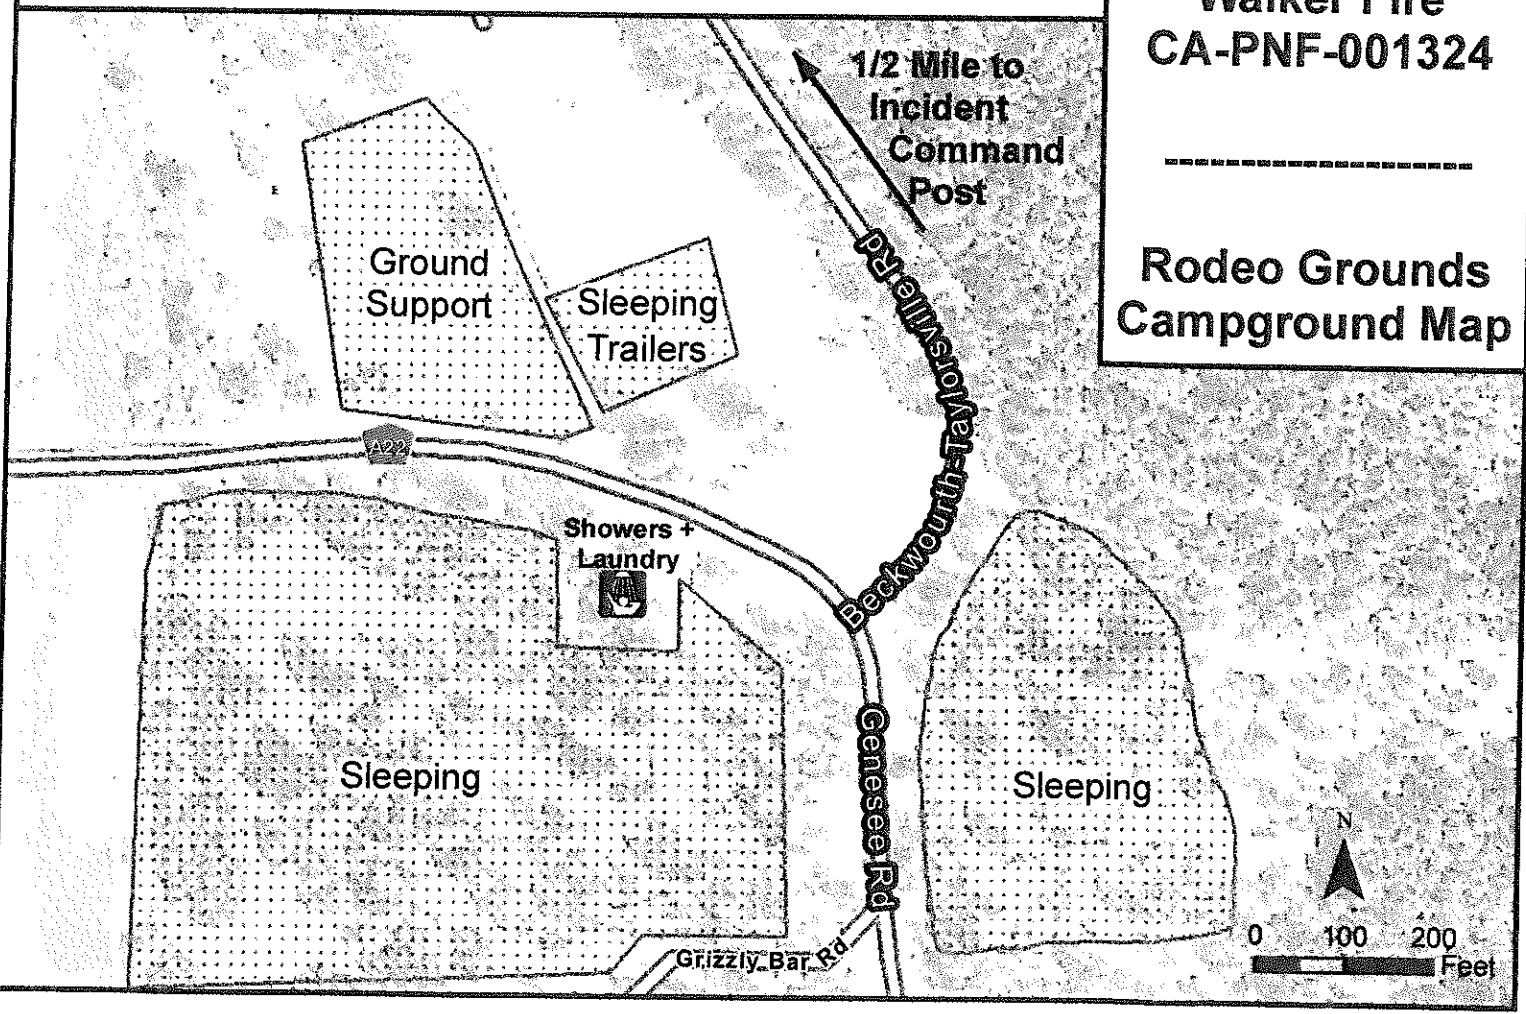 Walker Fire
CA-PNF-001324
Rodeo Grounds
Campground Map
1/2 Mile to
Incident
Command
Post
Ground
Support
Sleeping
Trailers
Beckwourth-Taylorsville Rd
A22
Showers +
Laundry
Sleeping
Genesee Rd
Sleeping
Grizzly Bar Rd
N
0 100 200
Feet